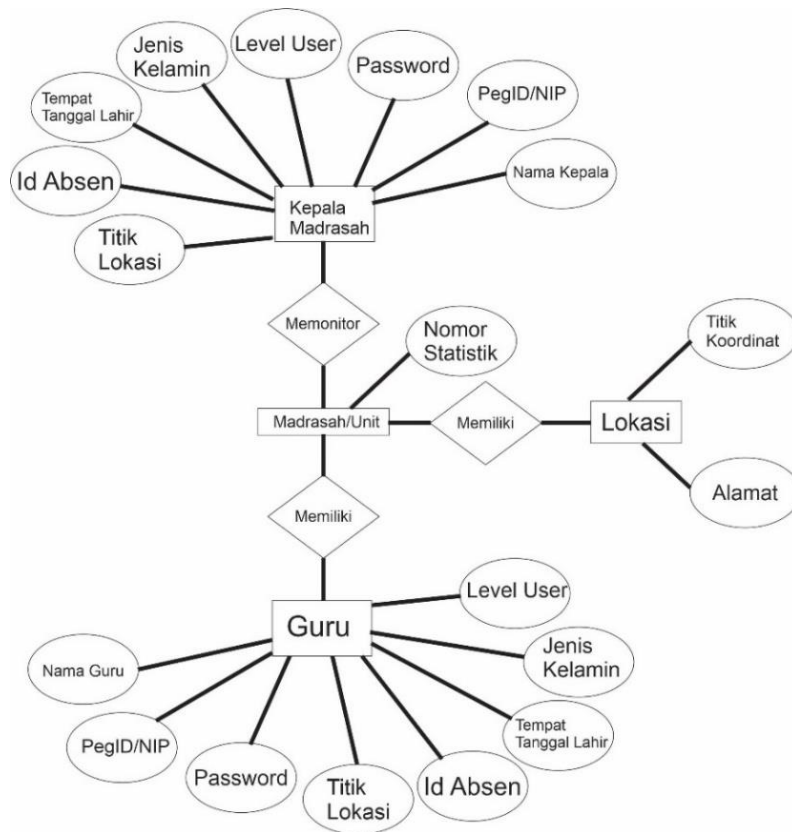 Jenis
Kelamin
Level User
Password
Tempat
Tanggal Lahir
PegID/NIP
Id Absen
Nama Kepala
Kepala
Madrasah
Titik
Lokasi
Memonitor
Nomor
Statistik
Titik
Koordinat
Madrasah/Unit
Memiliki
Lokasi
Alamat
Memiliki
Level User
Guru
Jenis
Kelamin
Nama Guru
Tempat
Tanggal Lahir
PegID/NIP
Password
Titik
Lokasi
Id Absen